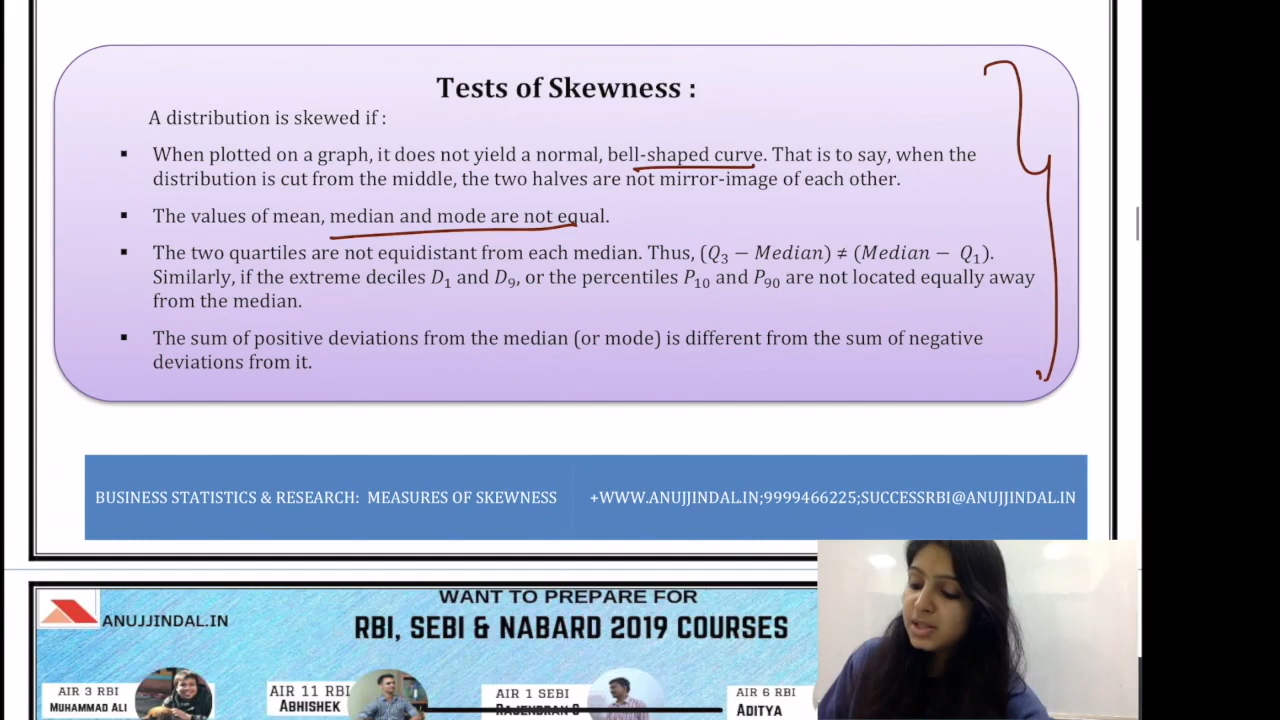 Tests of Skewness :
A distribution is skewed if :
▪ When plotted on a graph, it does not yield a normal, bell-shaped curve. That is to say, when the
distribution is cut from the middle, the two halves are not mirror-image of each other.
▪ The values of mean, median and mode are not equal.
▪ The two quartiles are not equidistant from each median. Thus, (Q₃ − Median) ≠ (Median − Q₁).
Similarly, if the extreme deciles D₁ and D₉, or the percentiles P₁₀ and P₉₀ are not located equally away
from the median.
▪ The sum of positive deviations from the median (or mode) is different from the sum of negative
deviations from it.
BUSINESS STATISTICS & RESEARCH: MEASURES OF SKEWNESS
+WWW.ANUJJINDAL.IN;9999466225;SUCCESSRBI@ANUJJINDAL.IN
WANT TO PREPARE FOR
ANUJJINDAL.IN
RBI, SEBI & NABARD 2019 COURSES
AIR 3 RBI
MUHAMMAD ALI
AIR 11 RBI
ABHISHEK
AIR 1 SEBI
RAJENDRAN S
AIR 6 RBI
ADITYA